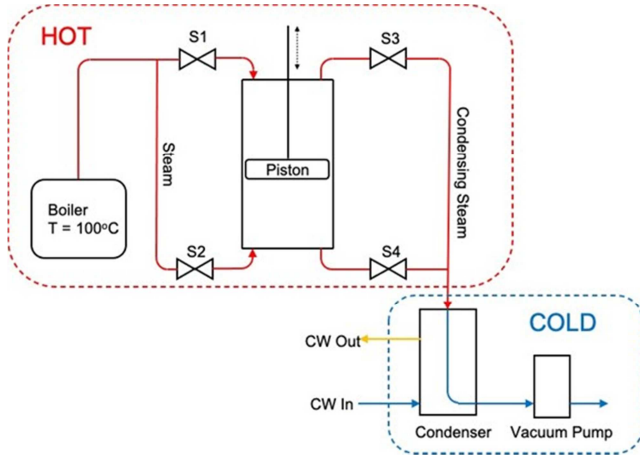 HOT
S1
S3
Steam
Condensing Steam
Piston
Boiler
T = 100°C
S2
S4
COLD
CW Out
CW In
Condenser
Vacuum Pump